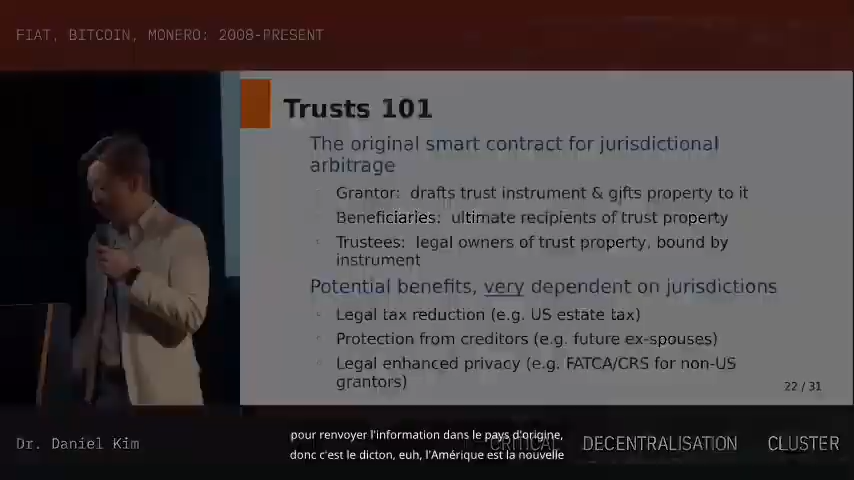 FIAT, BITCOIN, MONERO: 2008-PRESENT
Trusts 101
The original smart contract for jurisdictional
arbitrage
Grantor: drafts trust instrument & gifts property to it
Beneficiaries: ultimate recipients of trust property
Trustees: legal owners of trust property, bound by
instrument
Potential benefits, very dependent on jurisdictions
Legal tax reduction (e.g. US estate tax)
Protection from creditors (e.g. future ex-spouses)
Legal enhanced privacy (e.g. FATCA/CRS for non-US
grantors)
22 / 31
pour renvoyer l'information dans le pays d'origine,
donc c'est le dicton, euh, l'Amérique est la nouvelle
Dr. Daniel Kim
CRITICAL DECENTRALISATION CLUSTER